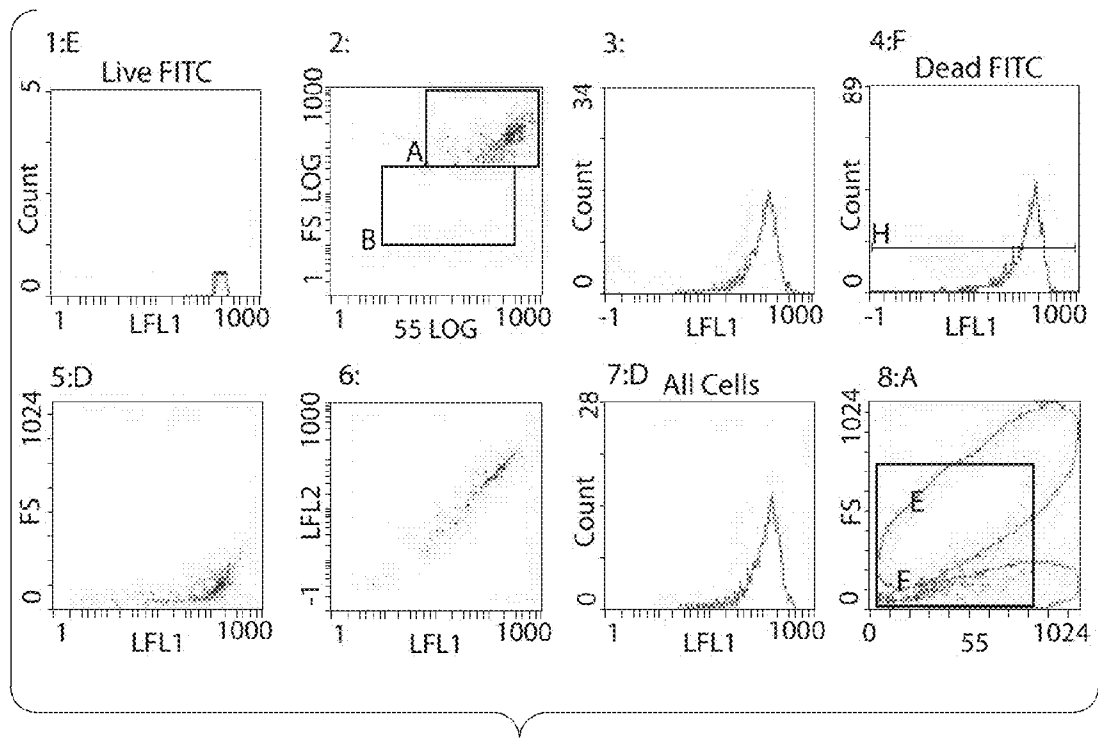 1:E
Live FITC
5
Count
0
1
LFL1
1000
2:
1000
FS LOG
1
A
B
1
55 LOG
1000
3:
34
Count
0
-1
LFL1
1000
4:F
Dead FITC
89
Count
H
0
-1
LFL1
1000
5:D
1024
FS
0
1
LFL1
1000
6:
1000
LFL2
-1
1
LFL1
1000
7:D
All Cells
28
Count
0
1
LFL1
1000
8:A
1024
FS
E
F
0
0
55
1024